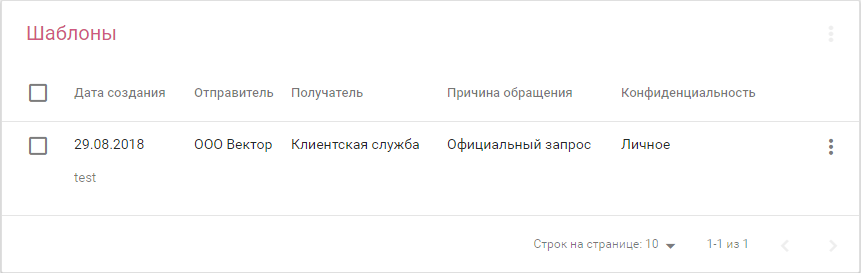 Шаблоны
Дата создания Отправитель Получатель Причина обращения Конфиденциальность
29.08.2018 ООО Вектор Клиентская служба Официальный запрос Личное
test
Строк на странице: 10 1-1 из 1